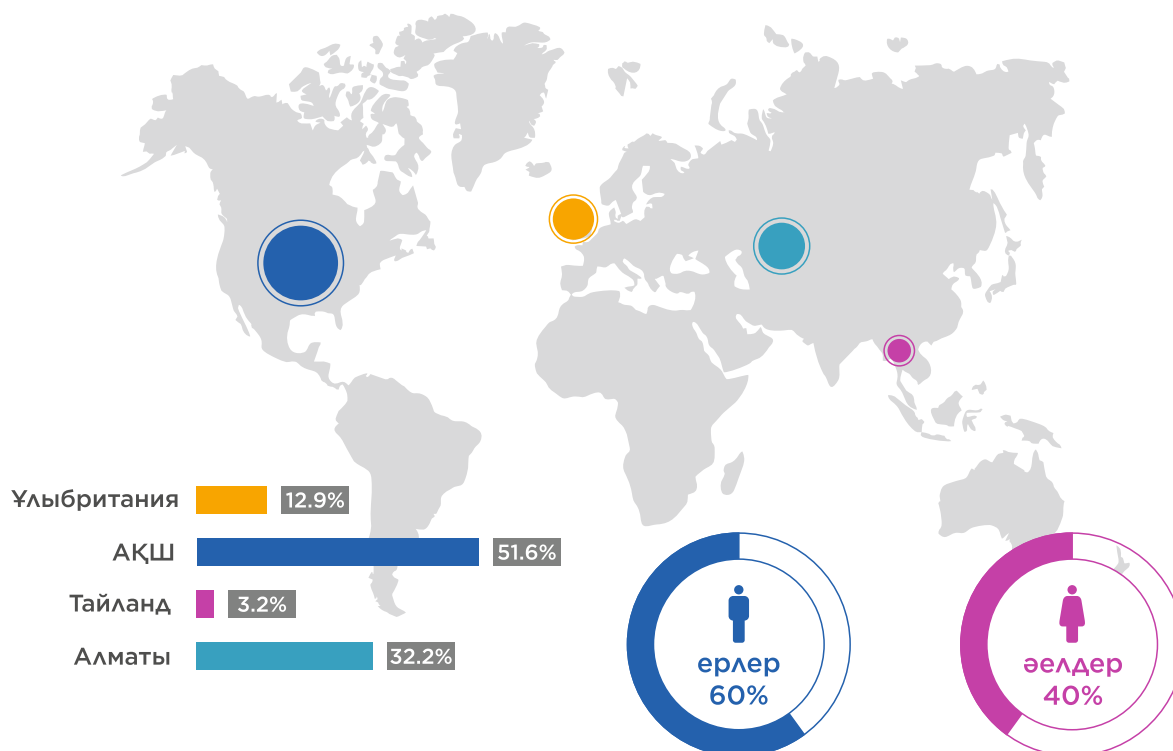 Ұлыбритания 12.9%
АҚШ 51.6%
Тайланд 3.2%
Алматы 32.2%
ерлер
60%
әелдер
40%